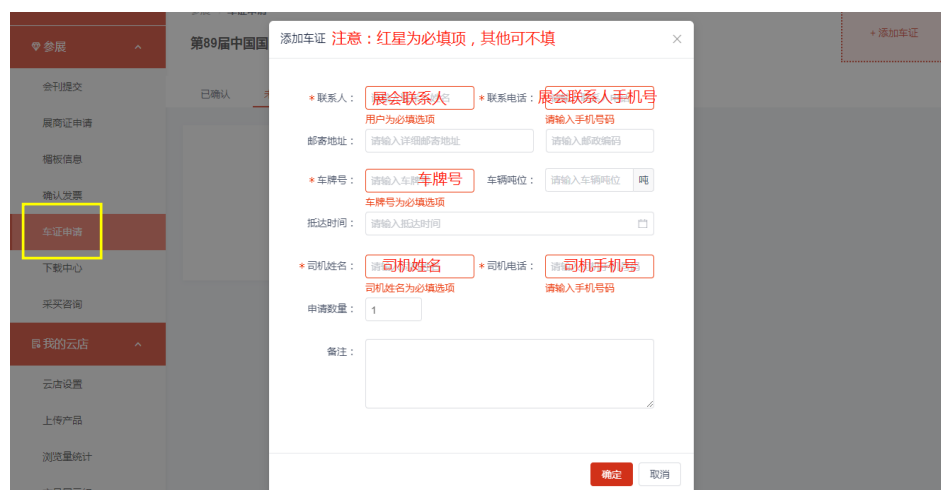 参展
第89届中国国
添加车证 注意：红星为必填项，其他可不填
+ 添加车证
会刊提交
已确认
展商证申请
楣板信息
确认发票
车证申请
下载中心
采买咨询
我的云店
云店设置
上传产品
浏览量统计
* 联系人： 展会联系人
* 联系电话： 展会联系人手机号
用户为必填选项
请输入手机号码
邮寄地址： 请输入详细邮寄地址
请输入邮政编码
* 车牌号： 请输入车牌 车牌号
车辆吨位： 请输入车辆吨位 吨
车牌号为必填选项
抵达时间： 请输入抵达时间
* 司机姓名： 司机姓名
* 司机电话： 司机手机号
司机姓名为必填选项
请输入手机号码
申请数量： 1
备注：
确定 取消